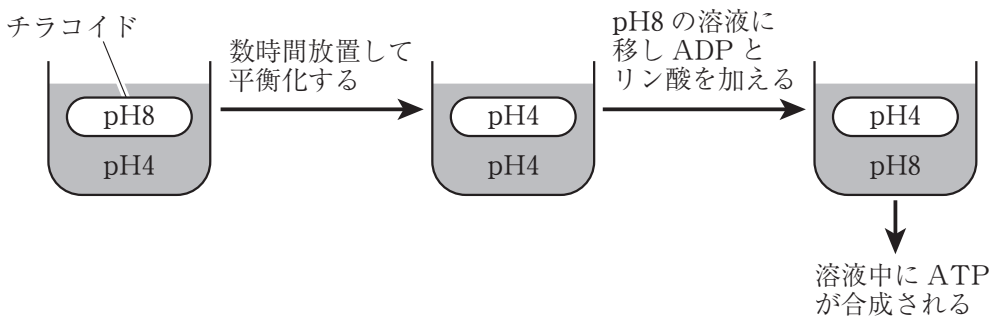 チラコイド
数時間放置して
平衡化する
pH8 の溶液に
移し ADP と
リン酸を加える
pH8
pH4
pH4
pH4
pH4
pH8
溶液中に ATP
が合成される